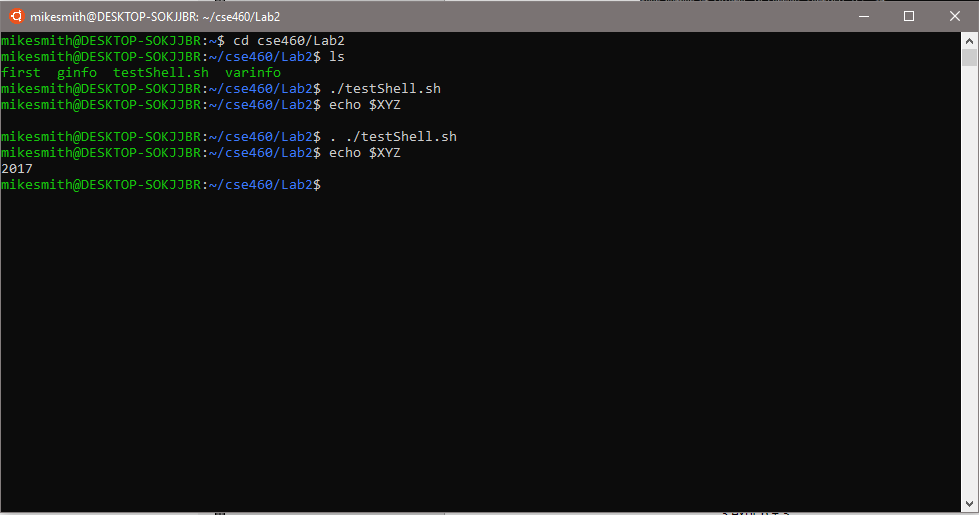 mikesmith@DESKTOP-SOKJJBR: ~/cse460/Lab2
mikesmith@DESKTOP-SOKJJBR:~$ cd cse460/Lab2
mikesmith@DESKTOP-SOKJJBR:~/cse460/Lab2$ ls
first  ginfo  testShell.sh  varinfo
mikesmith@DESKTOP-SOKJJBR:~/cse460/Lab2$ ./testShell.sh
mikesmith@DESKTOP-SOKJJBR:~/cse460/Lab2$ echo $XYZ
mikesmith@DESKTOP-SOKJJBR:~/cse460/Lab2$ . ./testShell.sh
mikesmith@DESKTOP-SOKJJBR:~/cse460/Lab2$ echo $XYZ
2017
mikesmith@DESKTOP-SOKJJBR:~/cse460/Lab2$